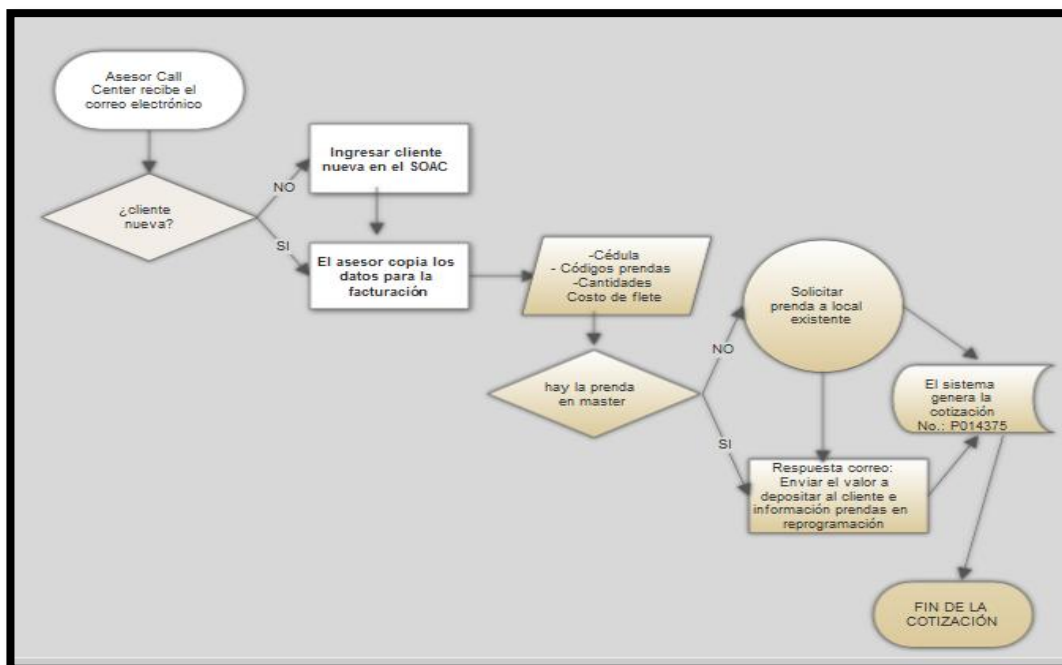 Asesor Call
Center recibe el
correo electrónico
Ingresar cliente
nueva en el SOAC
NO
¿cliente
nueva?
SI
El asesor copia los
datos para la
facturación
-Cédula
- Códigos prendas
-Cantidades
Costo de flete
Solicitar
prenda a local
existente
NO
hay la prenda
en master
SI
El sistema
genera la
cotización
No.: P014375
Respuesta correo:
Enviar el valor a
depositar al cliente e
información prendas en
reprogramación
FIN DE LA
COTIZACIÓN